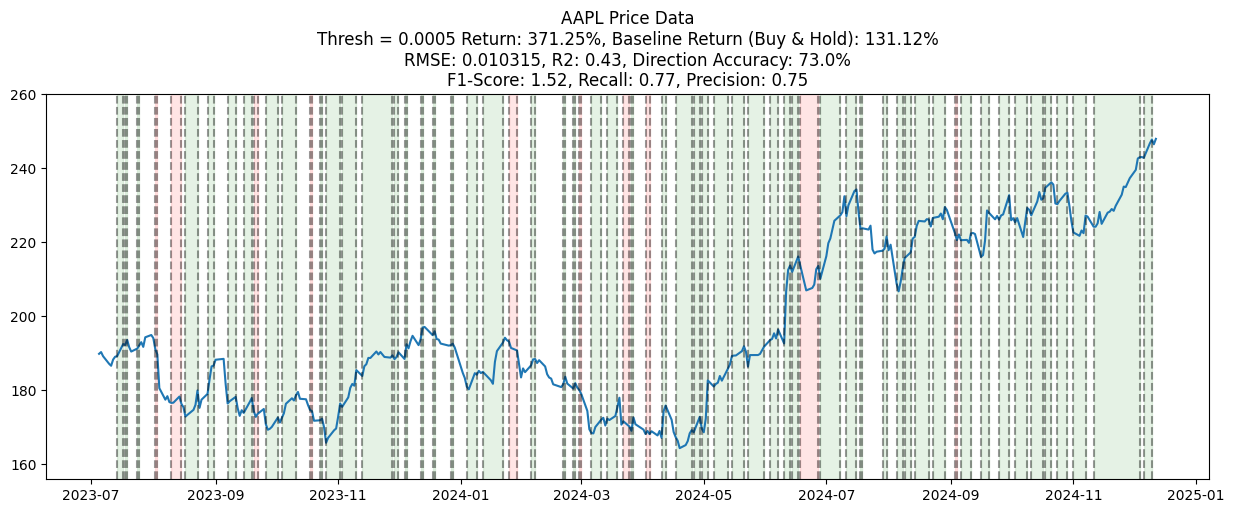 AAPL Price Data
Thresh = 0.0005 Return: 371.25%, Baseline Return (Buy & Hold): 131.12%
RMSE: 0.010315, R2: 0.43, Direction Accuracy: 73.0%
F1-Score: 1.52, Recall: 0.77, Precision: 0.75
260
240
220
200
180
160
2023-07 2023-09 2023-11 2024-01 2024-03 2024-05 2024-07 2024-09 2024-11 2025-01